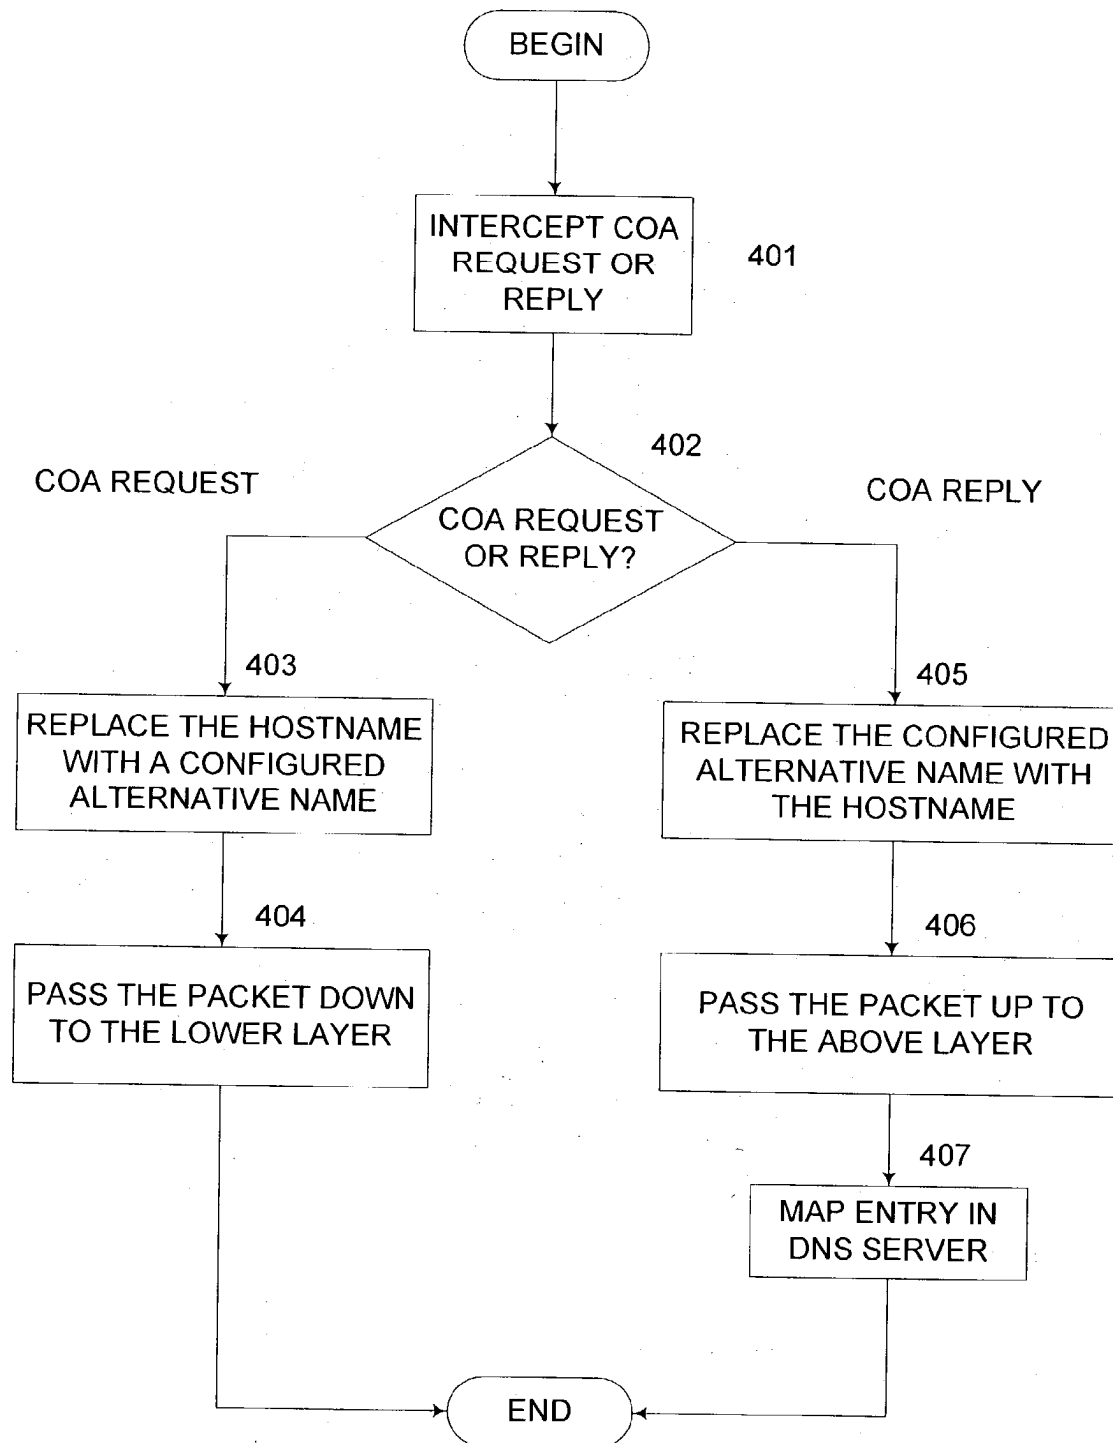 BEGIN
INTERCEPT COA
REQUEST OR
REPLY
401
402
COA REQUEST
COA REPLY
COA REQUEST
OR REPLY?
403
405
REPLACE THE HOSTNAME
WITH A CONFIGURED
ALTERNATIVE NAME
REPLACE THE CONFIGURED
ALTERNATIVE NAME WITH
THE HOSTNAME
404
406
PASS THE PACKET DOWN
TO THE LOWER LAYER
PASS THE PACKET UP TO
THE ABOVE LAYER
407
MAP ENTRY IN
DNS SERVER
END